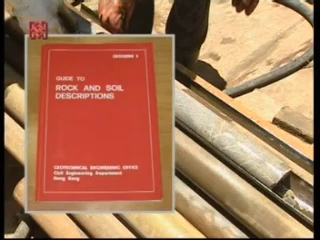 GEOGUIDE 3
GUIDE TO
ROCK AND SOIL
DESCRIPTIONS
GEOTECHNICAL ENGINEERING OFFICE
Civil Engineering Department
Hong Kong